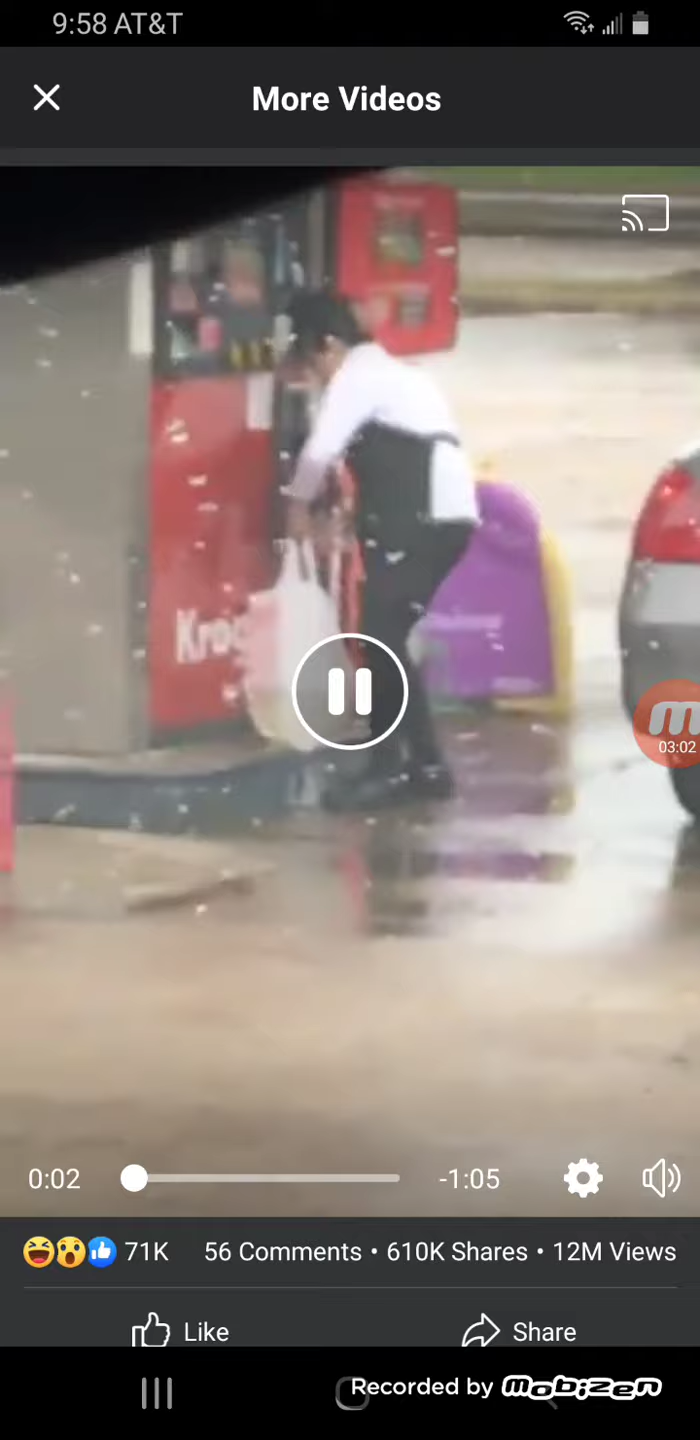 9:58 AT&T
More Videos
Kro
03:02
0:02
-1:05
71K 56 Comments • 610K Shares • 12M Views
Like
Share
Recorded by Mobizen